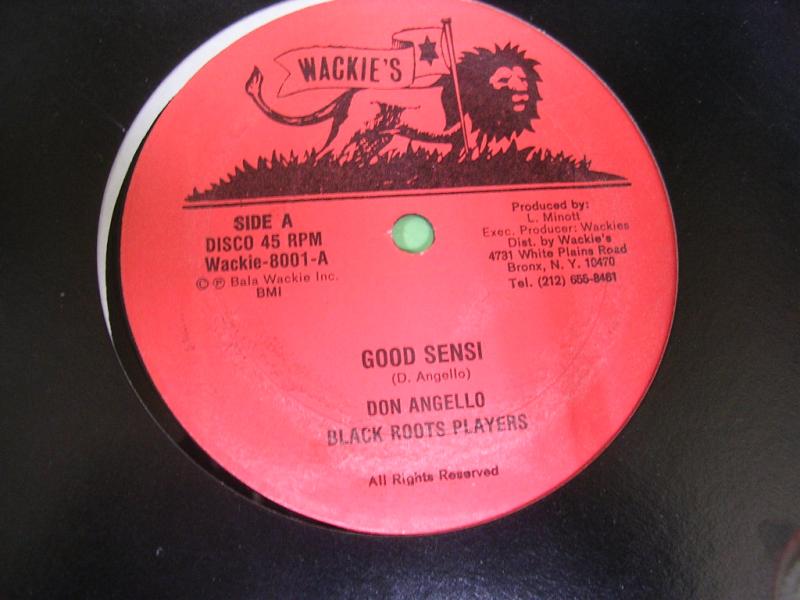 WACKIE'S
SIDE A
DISCO 45 RPM
Wackie-8001-A
© ℗ Bala Wackie Inc.
BMI
Produced by:
L. Minott
Exec. Producer: Wackies
Dist. by Wackie's
4731 White Plains Road
Bronx, N. Y. 10470
Tel. (212) 655-8461
GOOD SENSI
(D. Angello)
DON ANGELLO
BLACK ROOTS PLAYERS
All Rights Reserved